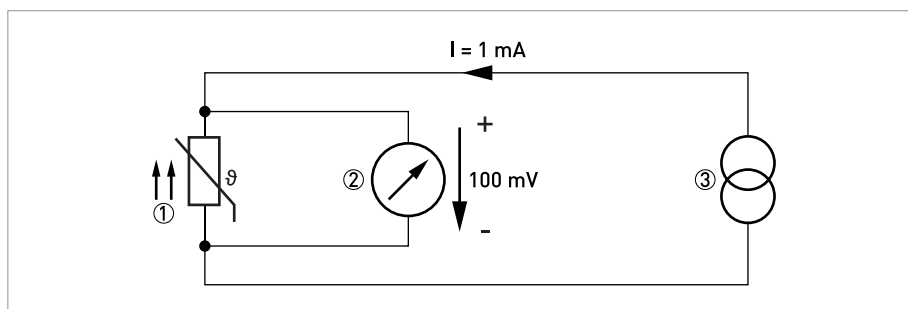 I = 1 mA
+
ϑ
② 100 mV ③
①
-